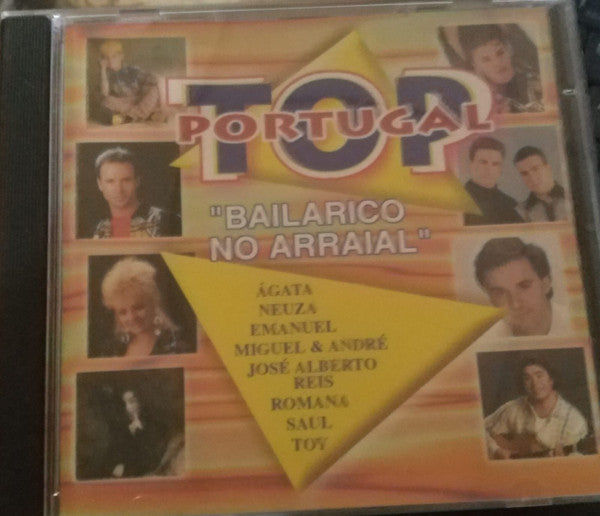 TOP
PORTUGAL
"BAILARICO
NO ARRAIAL"
ÁGATA
NEUZA
EMANUEL
MIGUEL & ANDRÉ
JOSÉ ALBERTO
REIS
ROMANA
SAUL
TOY